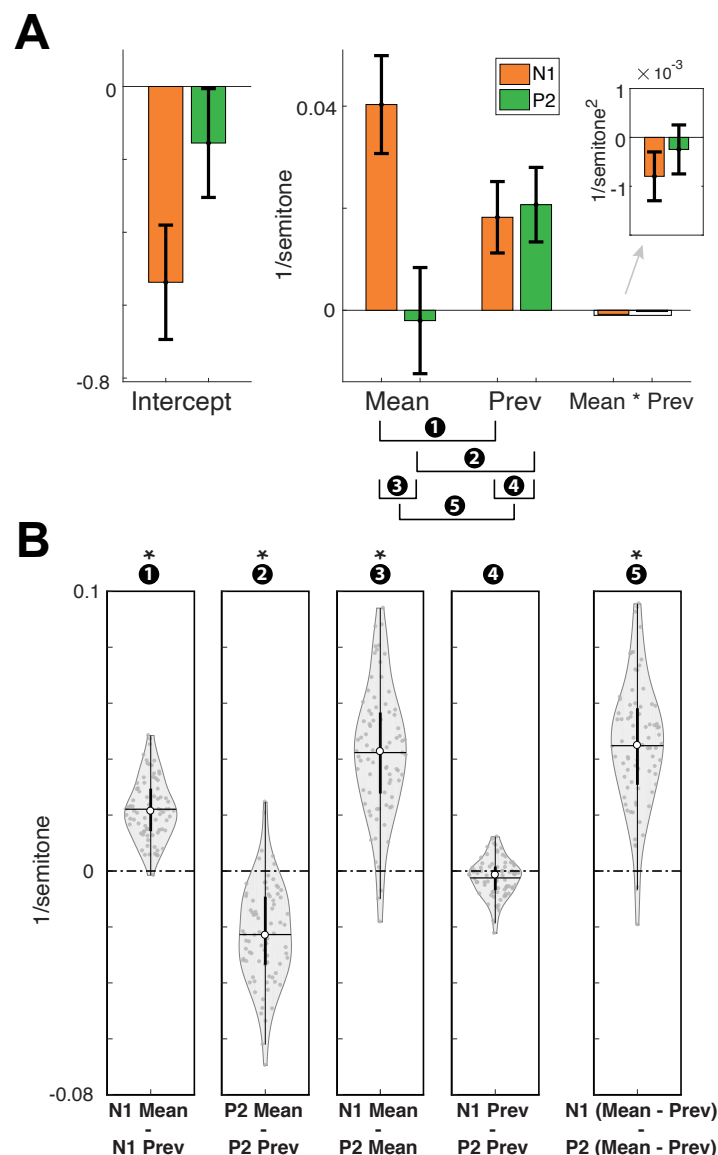 A
0
-0.8
Intercept
1/semitone
0.04
0
N1
P2
× 10⁻³
1/semitone²
1
0
-1
Mean
Prev
Mean * Prev
1
2
3
4
5
B
* * * *
1 2 3 4 5
0.1
0
-0.08
1/semitone
N1 Mean
-
N1 Prev
P2 Mean
-
P2 Prev
N1 Mean
-
P2 Mean
N1 Prev
-
P2 Prev
N1 (Mean - Prev)
-
P2 (Mean - Prev)